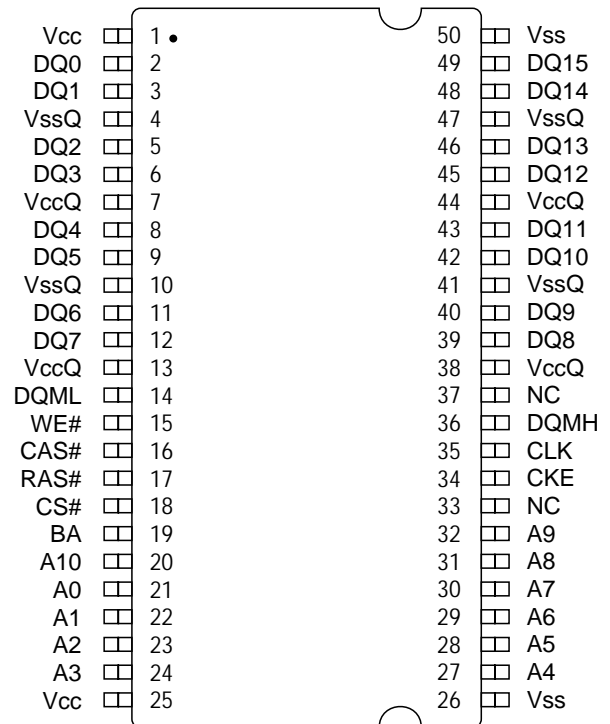 Vcc 1 50 Vss
DQ0 2 49 DQ15
DQ1 3 48 DQ14
VssQ 4 47 VssQ
DQ2 5 46 DQ13
DQ3 6 45 DQ12
VccQ 7 44 VccQ
DQ4 8 43 DQ11
DQ5 9 42 DQ10
VssQ 10 41 VssQ
DQ6 11 40 DQ9
DQ7 12 39 DQ8
VccQ 13 38 VccQ
DQML 14 37 NC
WE# 15 36 DQMH
CAS# 16 35 CLK
RAS# 17 34 CKE
CS# 18 33 NC
BA 19 32 A9
A10 20 31 A8
A0 21 30 A7
A1 22 29 A6
A2 23 28 A5
A3 24 27 A4
Vcc 25 26 Vss